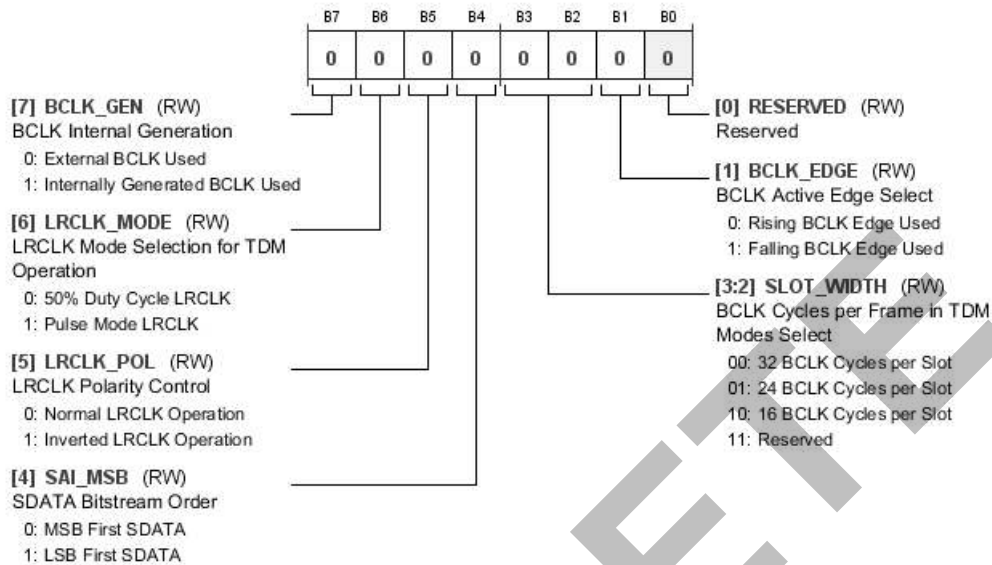 B7 B6 B5 B4 B3 B2 B1 B0
0 0 0 0 0 0 0 0
[7] BCLK_GEN (RW)
BCLK Internal Generation
0: External BCLK Used
1: Internally Generated BCLK Used
[6] LRCLK_MODE (RW)
LRCLK Mode Selection for TDM
Operation
0: 50% Duty Cycle LRCLK
1: Pulse Mode LRCLK
[5] LRCLK_POL (RW)
LRCLK Polarity Control
0: Normal LRCLK Operation
1: Inverted LRCLK Operation
[4] SAI_MSB (RW)
SDATA Bitstream Order
0: MSB First SDATA
1: LSB First SDATA
[0] RESERVED (RW)
Reserved
[1] BCLK_EDGE (RW)
BCLK Active Edge Select
0: Rising BCLK Edge Used
1: Falling BCLK Edge Used
[3:2] SLOT_WIDTH (RW)
BCLK Cycles per Frame in TDM
Modes Select
00: 32 BCLK Cycles per Slot
01: 24 BCLK Cycles per Slot
10: 16 BCLK Cycles per Slot
11: Reserved
ETE